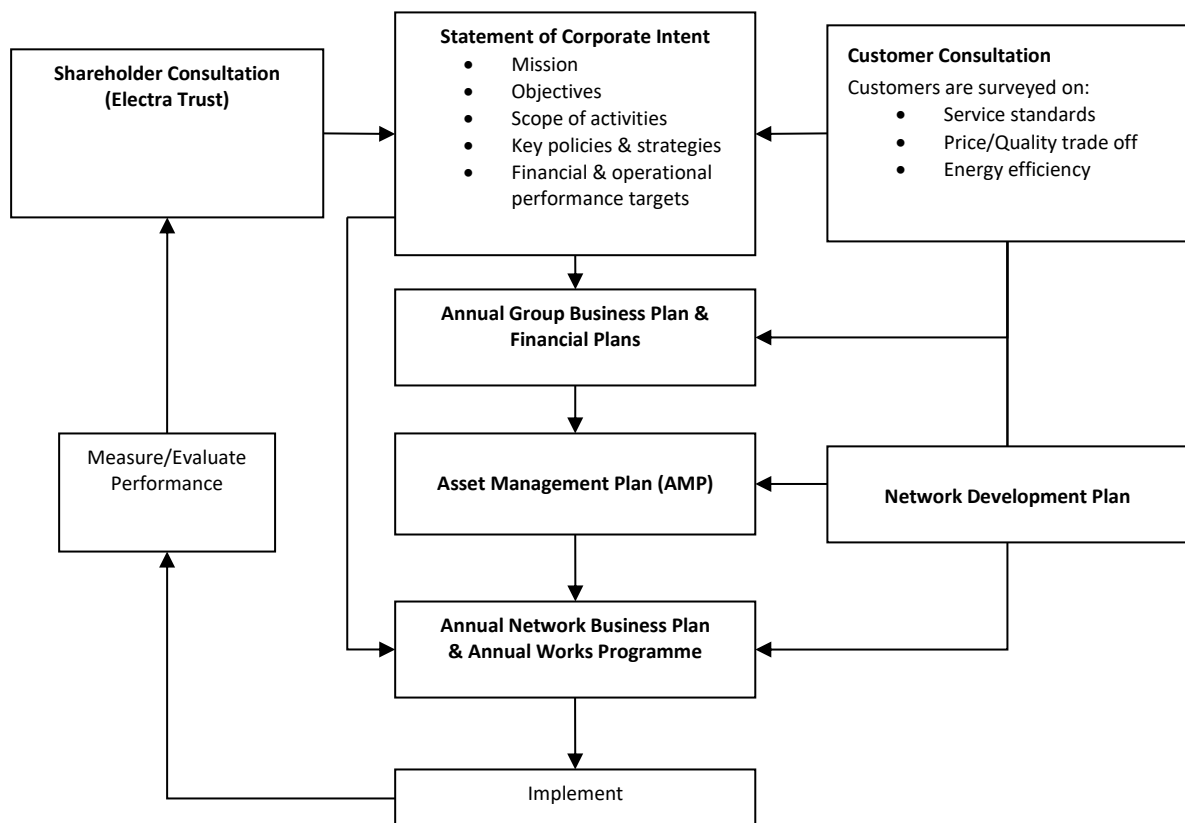 Shareholder Consultation
(Electra Trust)
Statement of Corporate Intent
• Mission
• Objectives
• Scope of activities
• Key policies & strategies
• Financial & operational
performance targets
Customer Consultation
Customers are surveyed on:
• Service standards
• Price/Quality trade off
• Energy efficiency
Annual Group Business Plan &
Financial Plans
Measure/Evaluate
Performance
Asset Management Plan (AMP)
Network Development Plan
Annual Network Business Plan
& Annual Works Programme
Implement